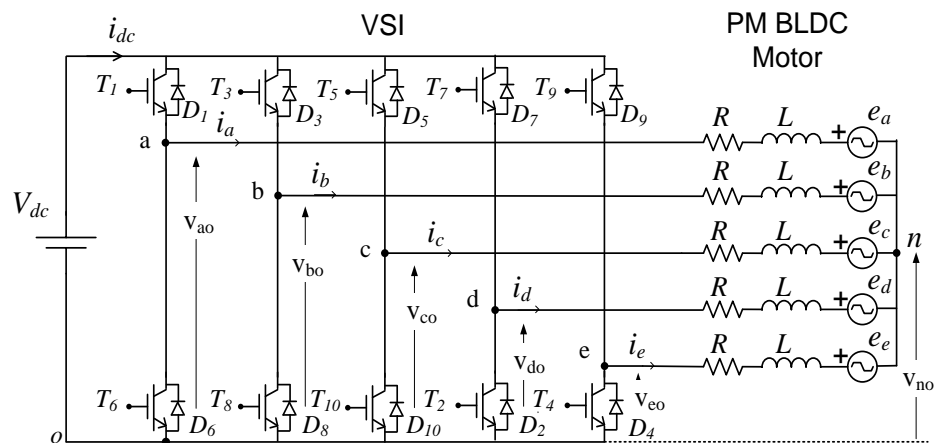 VSI
PM BLDC
Motor
i_dc
T_1
D_1
T_3
D_3
T_5
D_5
T_7
D_7
T_9
D_9
a
i_a
R
L
+
e_a
b
i_b
R
L
+
e_b
V_dc
v_ao
v_bo
c
i_c
R
L
+
e_c
n
v_co
d
i_d
R
L
+
e_d
v_do
e
i_e
R
L
+
e_e
v_eo
v_no
T_6
D_6
T_8
D_8
T_10
D_10
T_2
D_2
T_4
D_4
o